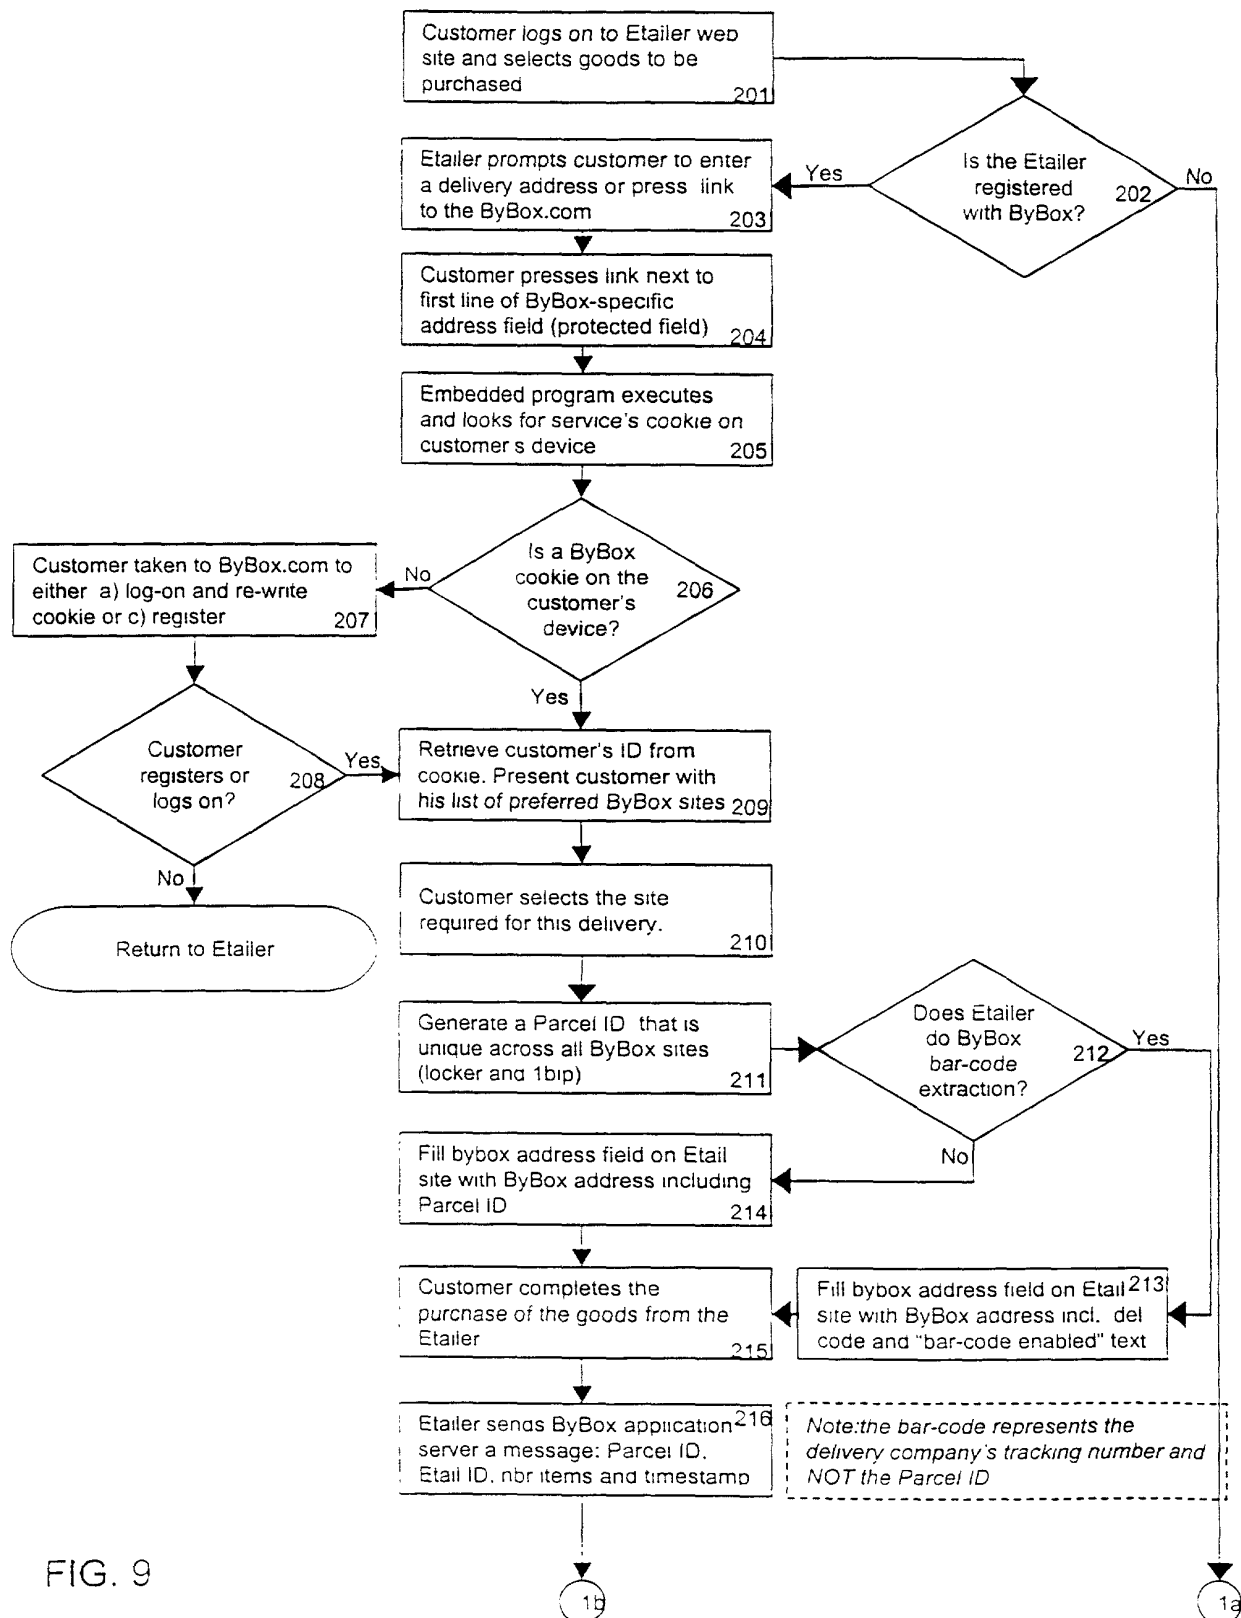 Customer logs on to Etailer web
site and selects goods to be
purchased
201
Is the Etailer
registered
with ByBox?
202
Yes
No
Etailer prompts customer to enter
a delivery address or press link
to the ByBox.com
203
Customer presses link next to
first line of ByBox-specific
address field (protected field)
204
Embedded program executes
and looks for service's cookie on
customer s device
205
Is a ByBox
cookie on the
customer's
device?
206
No
Yes
Customer taken to ByBox.com to
either a) log-on and re-write
cookie or c) register
207
Customer
registers or
logs on?
208
Yes
No
Return to Etailer
Retrieve customer's ID from
cookie. Present customer with
his list of preferred ByBox sites
209
Customer selects the site
required for this delivery.
210
Generate a Parcel ID that is
unique across all ByBox sites
(locker and 1bip)
211
Does Etailer
do ByBox
bar-code
extraction?
212
Yes
No
Fill bybox address field on Etail
site with ByBox address including
Parcel ID
214
Customer completes the
purchase of the goods from the
Etailer
215
Fill bybox address field on Etail
site with ByBox address incl. del
code and "bar-code enabled" text
213
Etailer sends ByBox application
server a message: Parcel ID,
Etail ID, nbr items and timestamp
216
Note:the bar-code represents the
delivery company's tracking number and
NOT the Parcel ID
FIG. 9
1b
1a